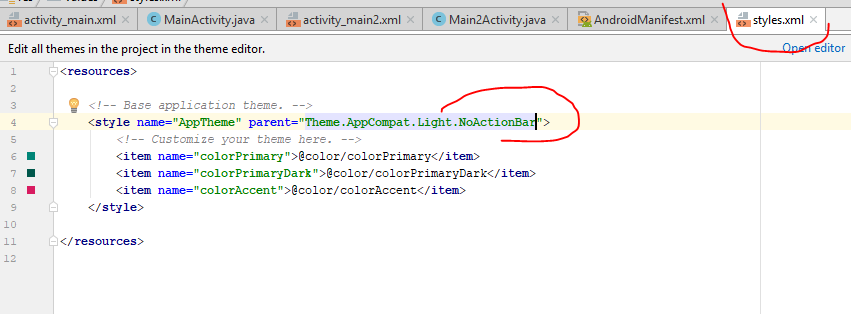 activity_main.xml MainActivity.java activity_main2.xml Main2Activity.java AndroidManifest.xml styles.xml
Edit all themes in the project in the theme editor. Open editor
1 <resources>
2
3 <!-- Base application theme. -->
4 <style name="AppTheme" parent="Theme.AppCompat.Light.NoActionBar">
5 <!-- Customize your theme here. -->
6 <item name="colorPrimary">@color/colorPrimary</item>
7 <item name="colorPrimaryDark">@color/colorPrimaryDark</item>
8 <item name="colorAccent">@color/colorAccent</item>
9 </style>
10
11 </resources>
12